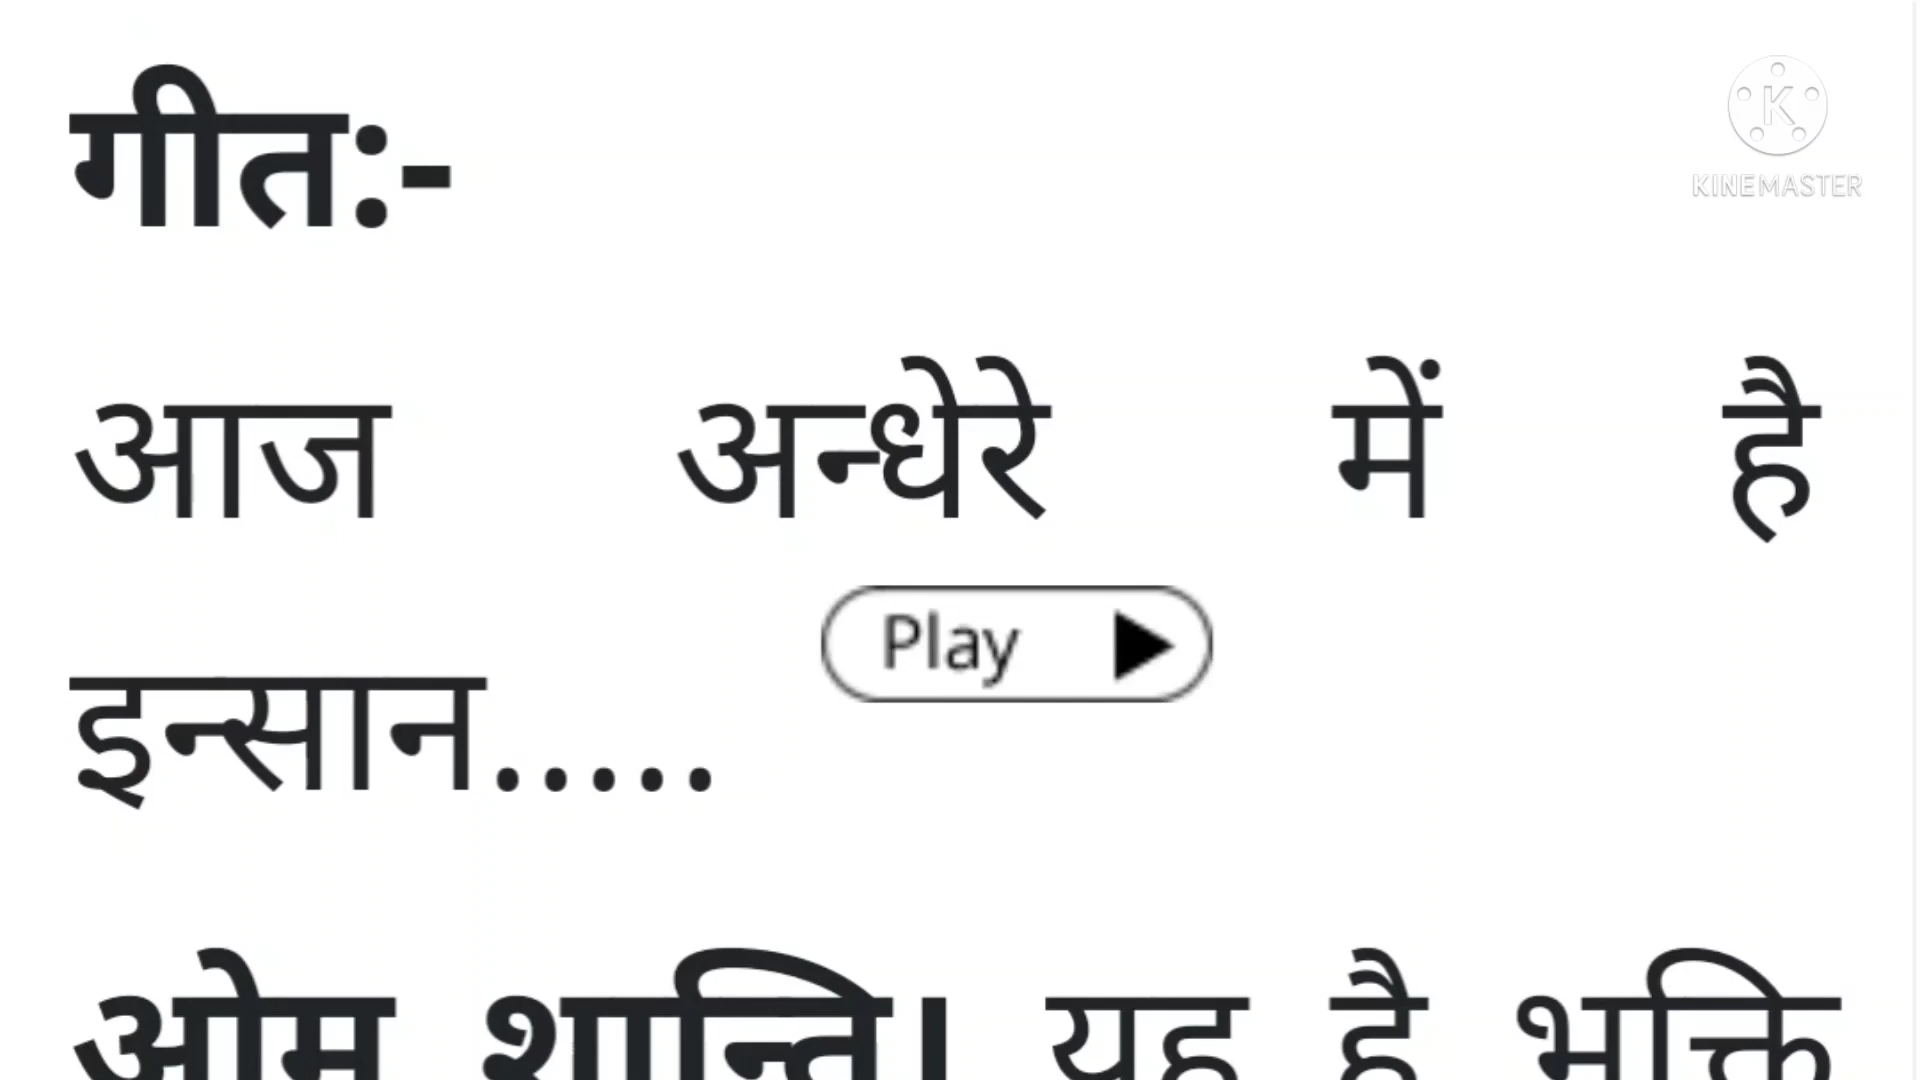 गीत:-
KINEMASTER
आज अन्धेरे में है
Play
इन्सान.....
ओम शान्ति। यह है भक्ति